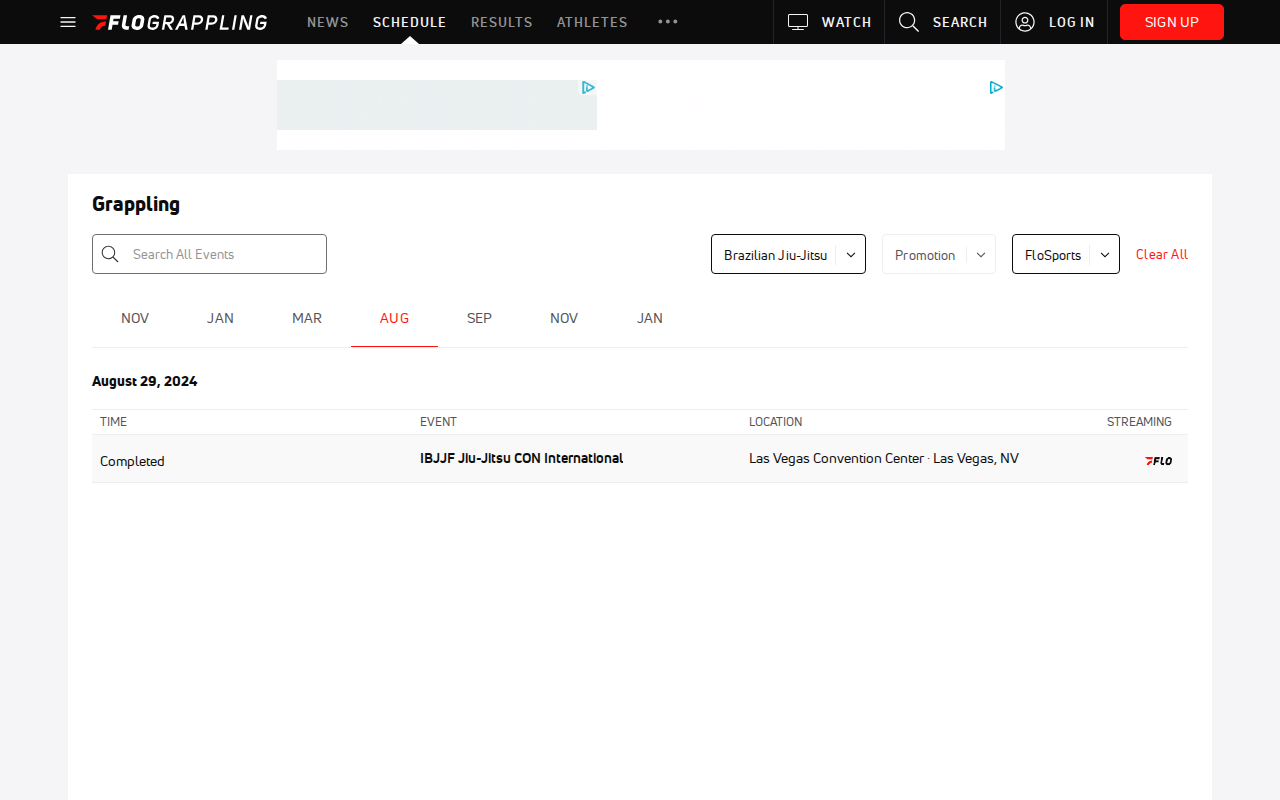 FLOGRAPPLING NEWS SCHEDULE RESULTS ATHLETES WATCH SEARCH LOG IN SIGN UP
Grappling
Search All Events Brazilian Jiu-Jitsu Promotion FloSports Clear All
NOV JAN MAR AUG SEP NOV JAN
August 29, 2024
TIME EVENT LOCATION STREAMING
Completed IBJJF Jiu-Jitsu CON International Las Vegas Convention Center · Las Vegas, NV FLO